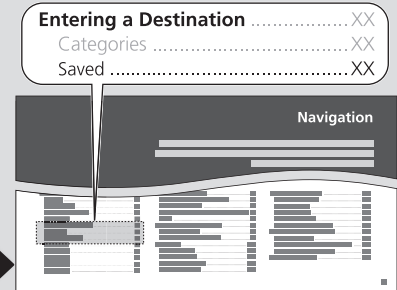 Entering a Destination ........................ XX
Categories ........................................ XX
Saved ................................................ XX
Navigation